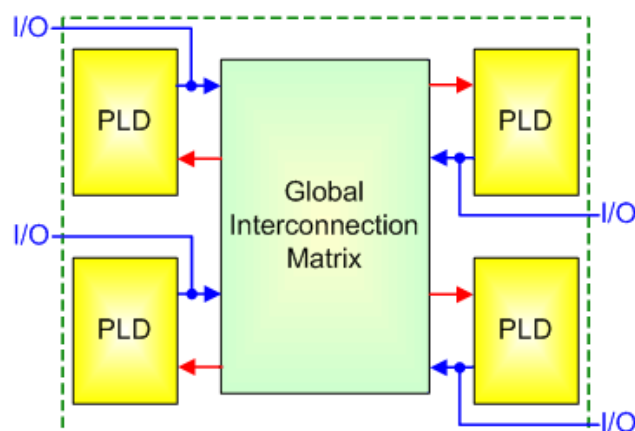 I/O
PLD
PLD
Global
Interconnection
Matrix
I/O
I/O
PLD
PLD
I/O